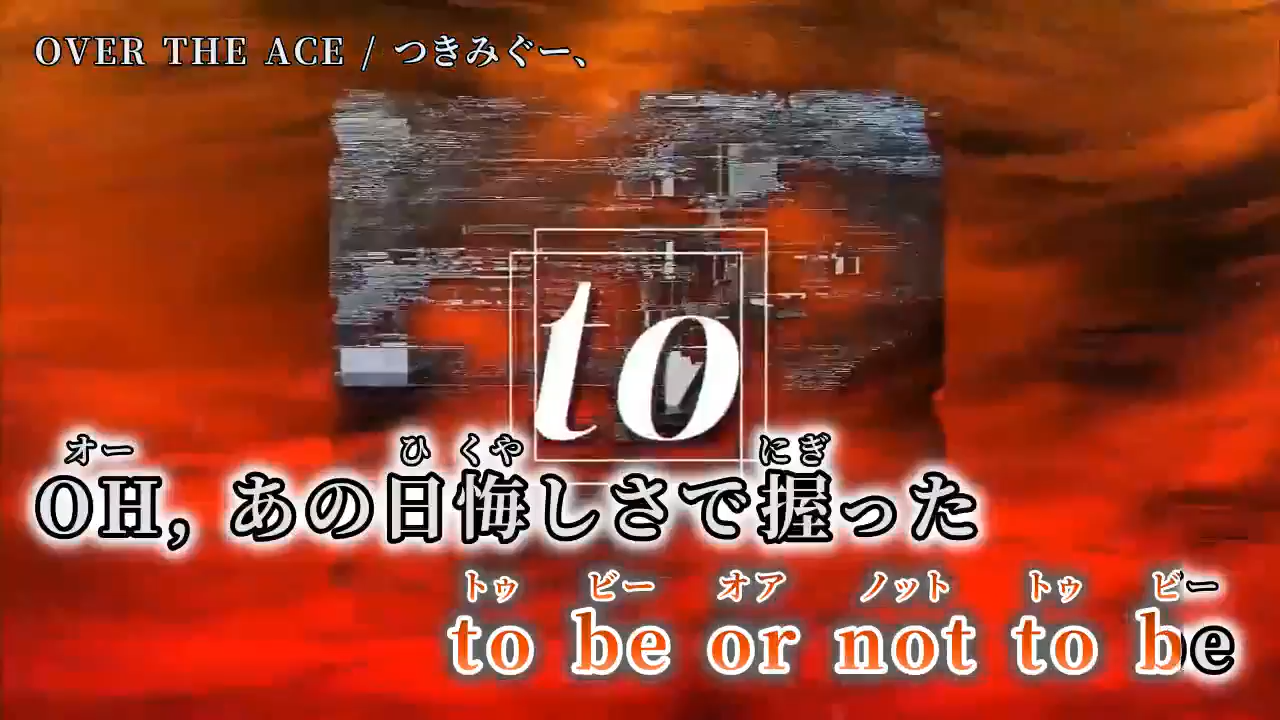 OVER THE ACE / つきみぐー、
to
オー ひ くや にぎ
OH, あの日悔しさで握った
トゥ ビー オア ノット トゥ ビー
to be or not to be